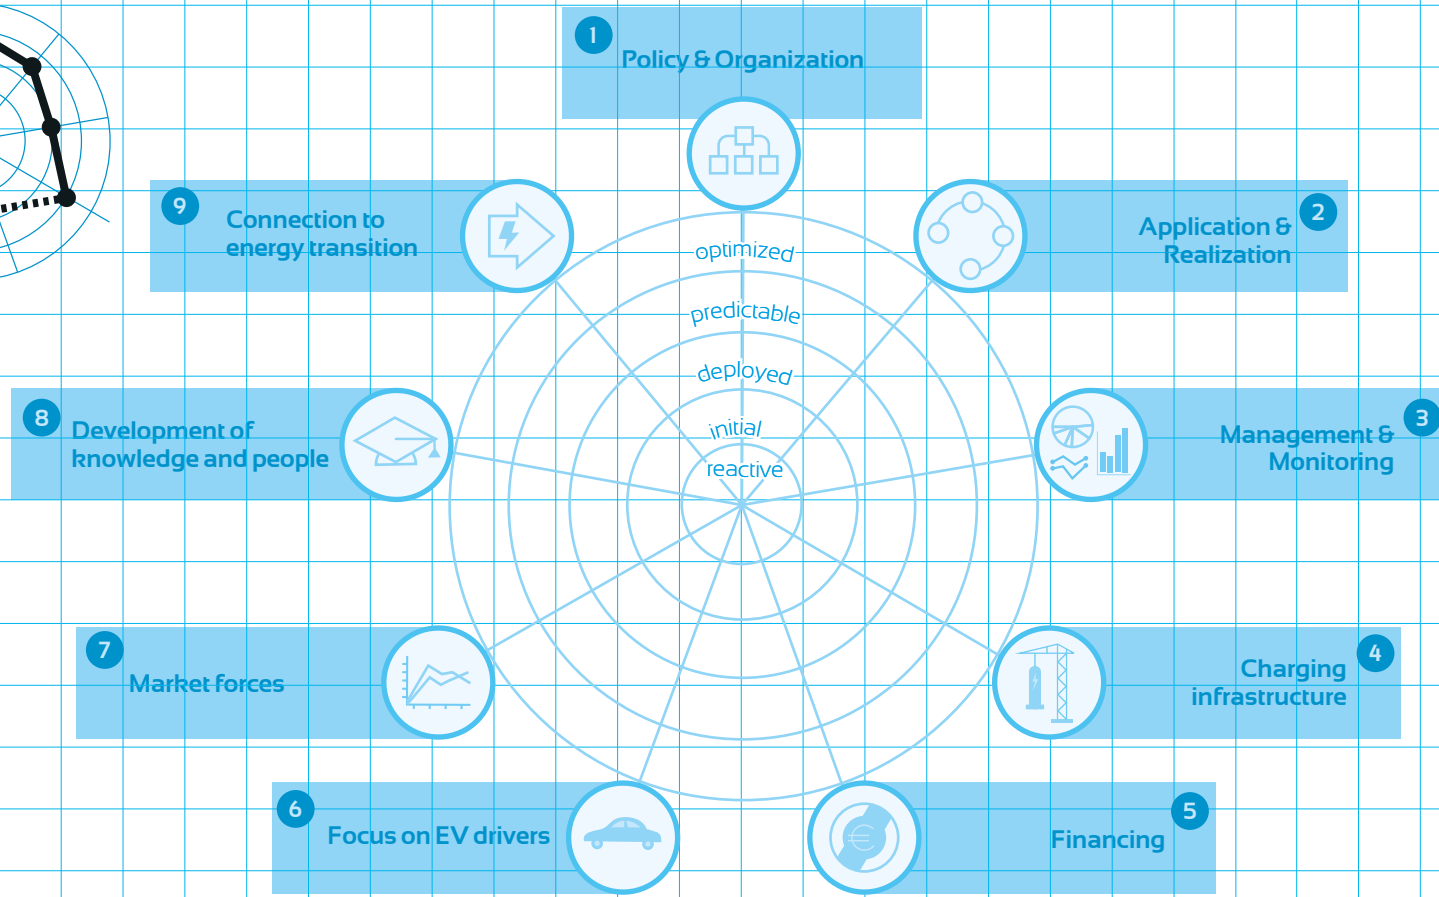 1
Policy & Organization
9
Connection to
energy transition
2
Application &
Realization
optimized
predictable
deployed
initial
reactive
8
Development of
knowledge and people
3
Management &
Monitoring
7
Market forces
4
Charging
infrastructure
6
Focus on EV drivers
5
Financing